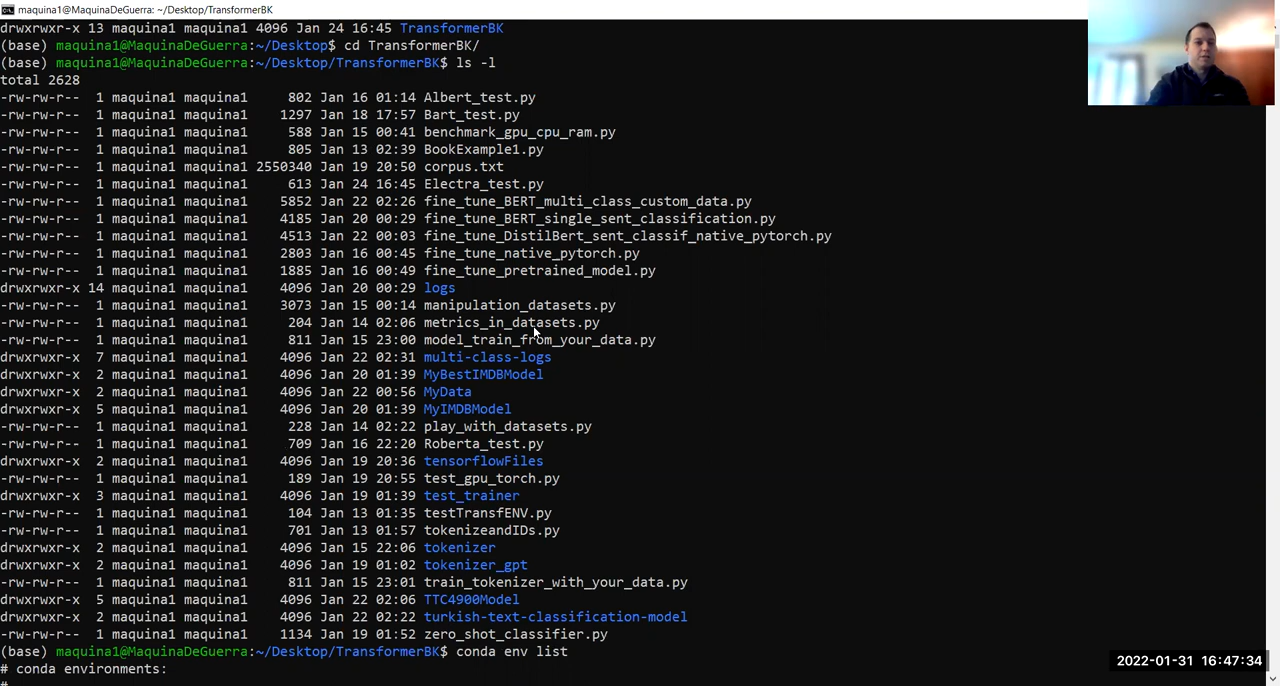 maquina1@MaquinaDeGuerra: ~/Desktop/TransformerBK
drwxrwxr-x 13 maquina1 maquina1 4096 Jan 24 16:45 TransformerBK
(base) maquina1@MaquinaDeGuerra:~/Desktop$ cd TransformerBK/
(base) maquina1@MaquinaDeGuerra:~/Desktop/TransformerBK$ ls -l
total 2628
-rw-rw-r-- 1 maquina1 maquina1 802 Jan 16 01:14 Albert_test.py
-rw-rw-r-- 1 maquina1 maquina1 1297 Jan 18 17:57 Bart_test.py
-rw-rw-r-- 1 maquina1 maquina1 588 Jan 15 00:41 benchmark_gpu_cpu_ram.py
-rw-rw-r-- 1 maquina1 maquina1 805 Jan 13 02:39 BookExample1.py
-rw-rw-r-- 1 maquina1 maquina1 2550340 Jan 19 20:50 corpus.txt
-rw-rw-r-- 1 maquina1 maquina1 613 Jan 24 16:45 Electra_test.py
-rw-rw-r-- 1 maquina1 maquina1 5852 Jan 22 02:26 fine_tune_BERT_multi_class_custom_data.py
-rw-rw-r-- 1 maquina1 maquina1 4185 Jan 20 00:29 fine_tune_BERT_single_sent_classification.py
-rw-rw-r-- 1 maquina1 maquina1 4513 Jan 22 00:03 fine_tune_DistilBert_sent_classif_native_pytorch.py
-rw-rw-r-- 1 maquina1 maquina1 2803 Jan 16 00:45 fine_tune_native_pytorch.py
-rw-rw-r-- 1 maquina1 maquina1 1885 Jan 16 00:49 fine_tune_pretrained_model.py
drwxrwxr-x 14 maquina1 maquina1 4096 Jan 20 00:29 logs
-rw-rw-r-- 1 maquina1 maquina1 3073 Jan 15 00:14 manipulation_datasets.py
-rw-rw-r-- 1 maquina1 maquina1 204 Jan 14 02:06 metrics_in_datasets.py
-rw-rw-r-- 1 maquina1 maquina1 811 Jan 15 23:00 model_train_from_your_data.py
drwxrwxr-x 7 maquina1 maquina1 4096 Jan 22 02:31 multi-class-logs
drwxrwxr-x 2 maquina1 maquina1 4096 Jan 20 01:39 MyBestIMDBModel
drwxrwxr-x 2 maquina1 maquina1 4096 Jan 22 00:56 MyData
drwxrwxr-x 5 maquina1 maquina1 4096 Jan 20 01:39 MyIMDBModel
-rw-rw-r-- 1 maquina1 maquina1 228 Jan 14 02:22 play_with_datasets.py
-rw-rw-r-- 1 maquina1 maquina1 709 Jan 16 22:20 Roberta_test.py
drwxrwxr-x 2 maquina1 maquina1 4096 Jan 19 20:36 tensorflowFiles
-rw-rw-r-- 1 maquina1 maquina1 189 Jan 19 20:55 test_gpu_torch.py
drwxrwxr-x 3 maquina1 maquina1 4096 Jan 19 01:39 test_trainer
-rw-rw-r-- 1 maquina1 maquina1 104 Jan 13 01:35 testTransfENV.py
-rw-rw-r-- 1 maquina1 maquina1 701 Jan 13 01:57 tokenizeandIDs.py
drwxrwxr-x 2 maquina1 maquina1 4096 Jan 15 22:06 tokenizer
drwxrwxr-x 2 maquina1 maquina1 4096 Jan 19 01:02 tokenizer_gpt
-rw-rw-r-- 1 maquina1 maquina1 811 Jan 15 23:01 train_tokenizer_with_your_data.py
drwxrwxr-x 5 maquina1 maquina1 4096 Jan 22 02:06 TTC4900Model
drwxrwxr-x 2 maquina1 maquina1 4096 Jan 22 02:22 turkish-text-classification-model
-rw-rw-r-- 1 maquina1 maquina1 1134 Jan 19 01:52 zero_shot_classifier.py
(base) maquina1@MaquinaDeGuerra:~/Desktop/TransformerBK$ conda env list
# conda environments:
#
2022-01-31 16:47:34